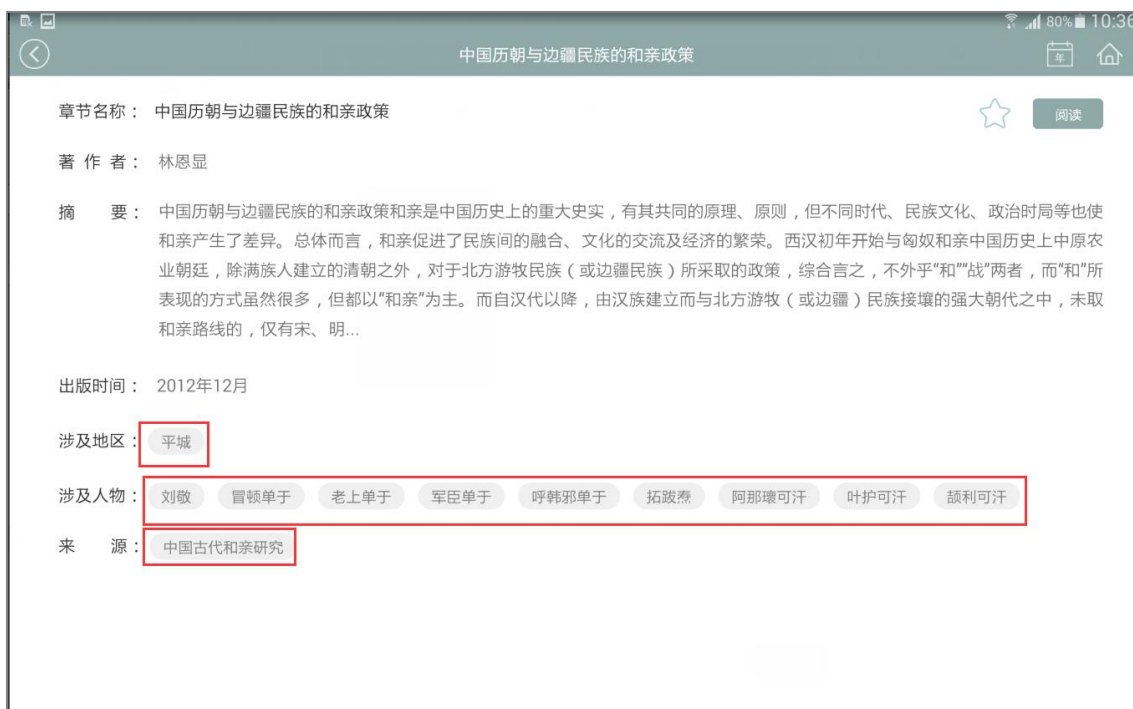 80% 10:36
中国历朝与边疆民族的和亲政策
年
章节名称： 中国历朝与边疆民族的和亲政策
阅读
著 作 者： 林恩显
摘 要： 中国历朝与边疆民族的和亲政策和亲是中国历史上的重大史实，有其共同的原理、原则，但不同时代、民族文化、政治时局等也使
和亲产生了差异。总体而言，和亲促进了民族间的融合、文化的交流及经济的繁荣。西汉初年开始与匈奴和亲中国历史上中原农
业朝廷，除满族人建立的清朝之外，对于北方游牧民族（或边疆民族）所采取的政策，综合言之，不外乎“和”“战”两者，而“和”所
表现的方式虽然很多，但都以“和亲”为主。而自汉代以降，由汉族建立而与北方游牧（或边疆）民族接壤的强大朝代之中，未取
和亲路线的，仅有宋、明...
出版时间： 2012年12月
涉及地区： 平城
涉及人物： 刘敬 冒顿单于 老上单于 军臣单于 呼韩邪单于 拓跋焘 阿那瓌可汗 叶护可汗 颉利可汗
来 源： 中国古代和亲研究